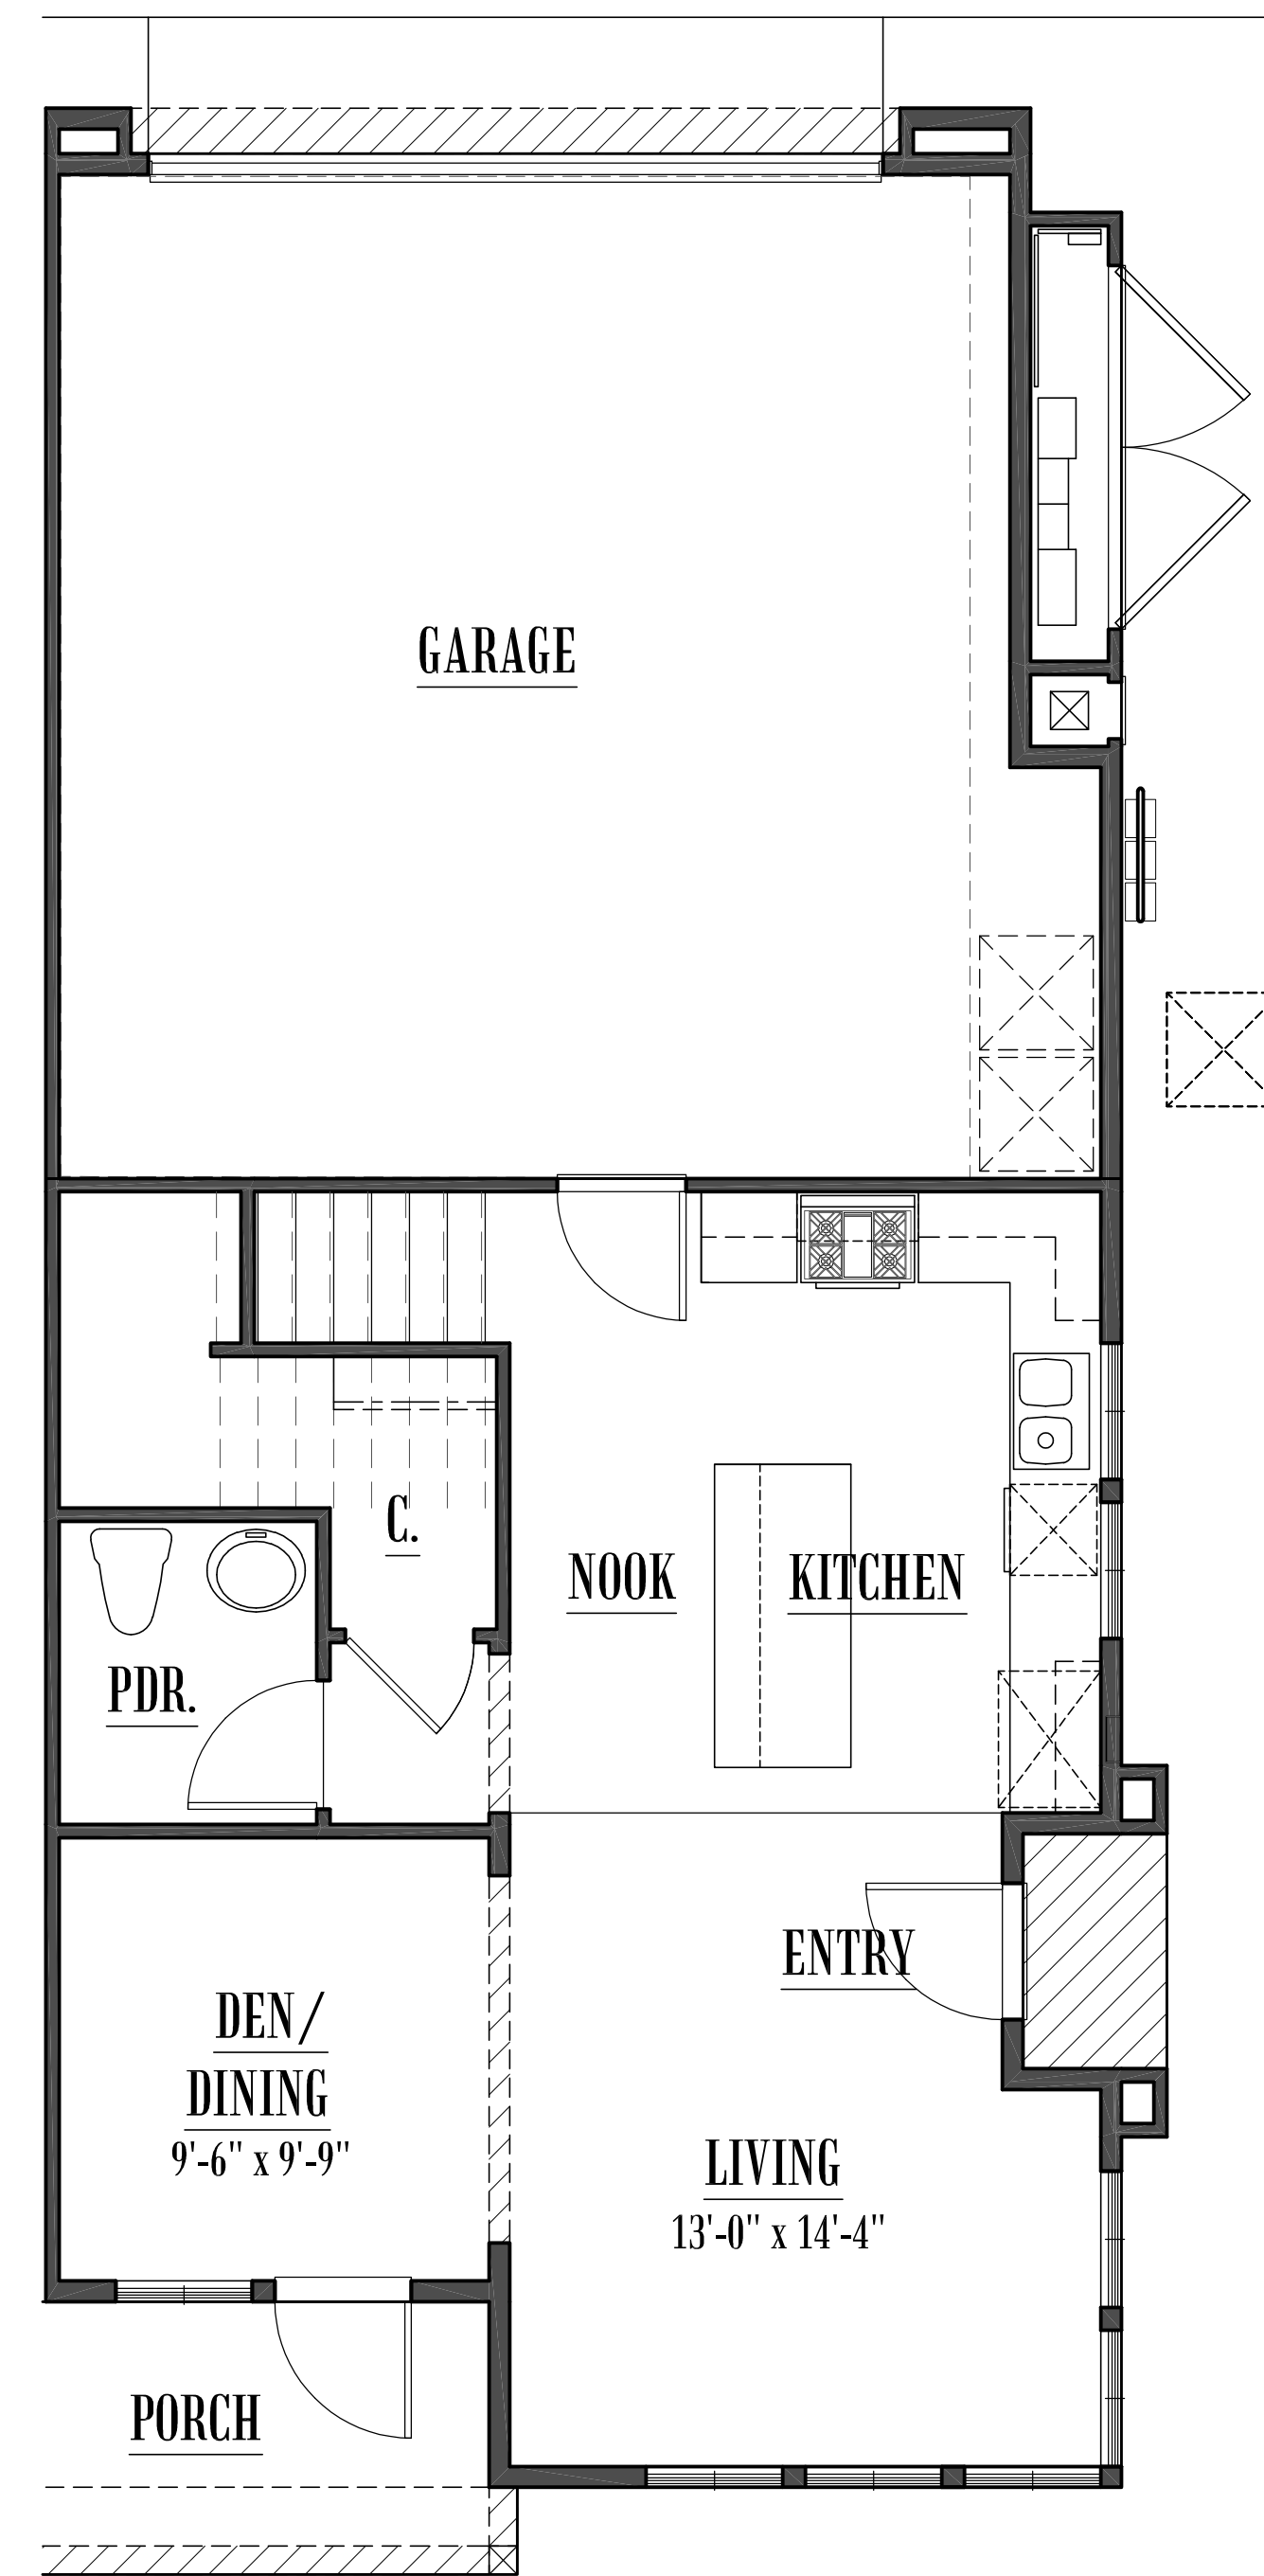 GARAGE
C.
NOOK
KITCHEN
PDR.
ENTRY
DEN/
DINING
9'-6" x 9'-9"
LIVING
13'-0" x 14'-4"
PORCH